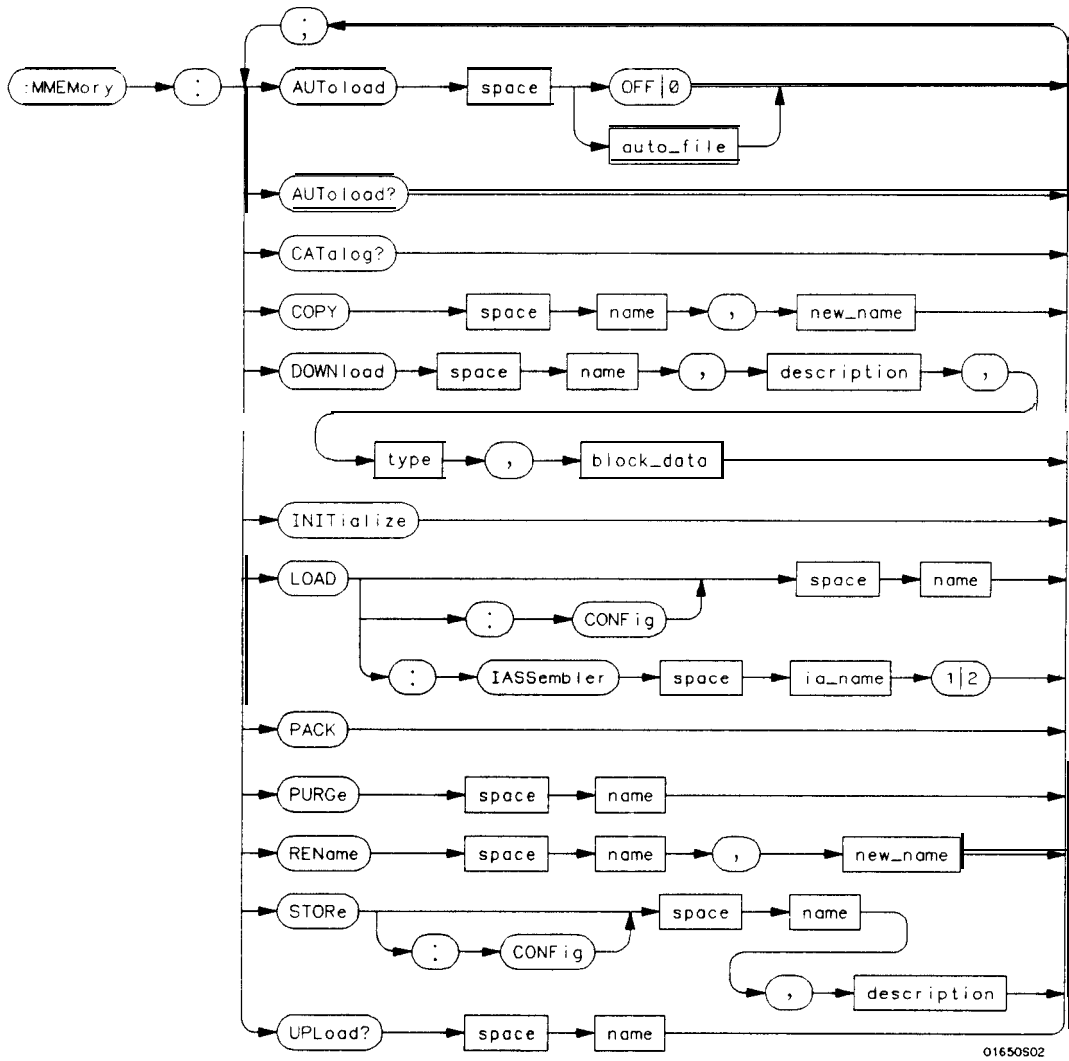 ;
:MMEMory : AUToload space OFF|0
auto_file
AUToload?
CATalog?
COPY space name , new_name
DOWNload space name , description ,
type , block_data
INITialize
LOAD space name
: CONFig
: IASSembler space ia_name 1|2
PACK
PURGe space name
REName space name , new_name
STORe space name
: CONFig
, description
UPLoad? space name
01650S02